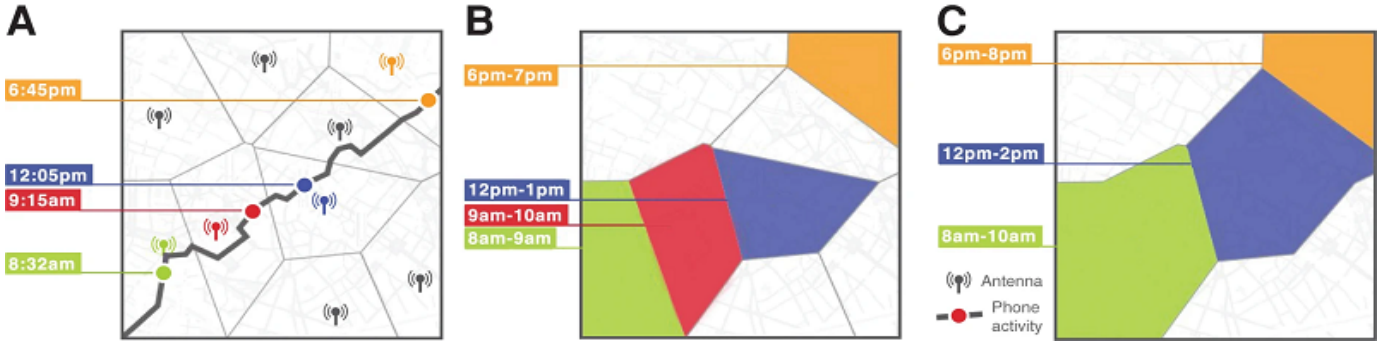 A
6:45pm
12:05pm
9:15am
8:32am
B
6pm-7pm
12pm-1pm
9am-10am
8am-9am
C
6pm-8pm
12pm-2pm
8am-10am
Antenna
Phone
activity